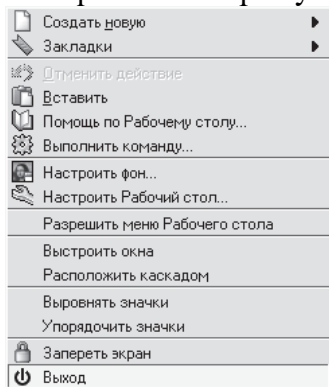 Создать новую
Закладки
Отменить действие
Вставить
Помощь по Рабочему столу...
Выполнить команду...
Настроить фон...
Настроить Рабочий стол...
Разрешить меню Рабочего стола
Выстроить окна
Расположить каскадом
Выровнять значки
Упорядочить значки
Запереть экран
Выход